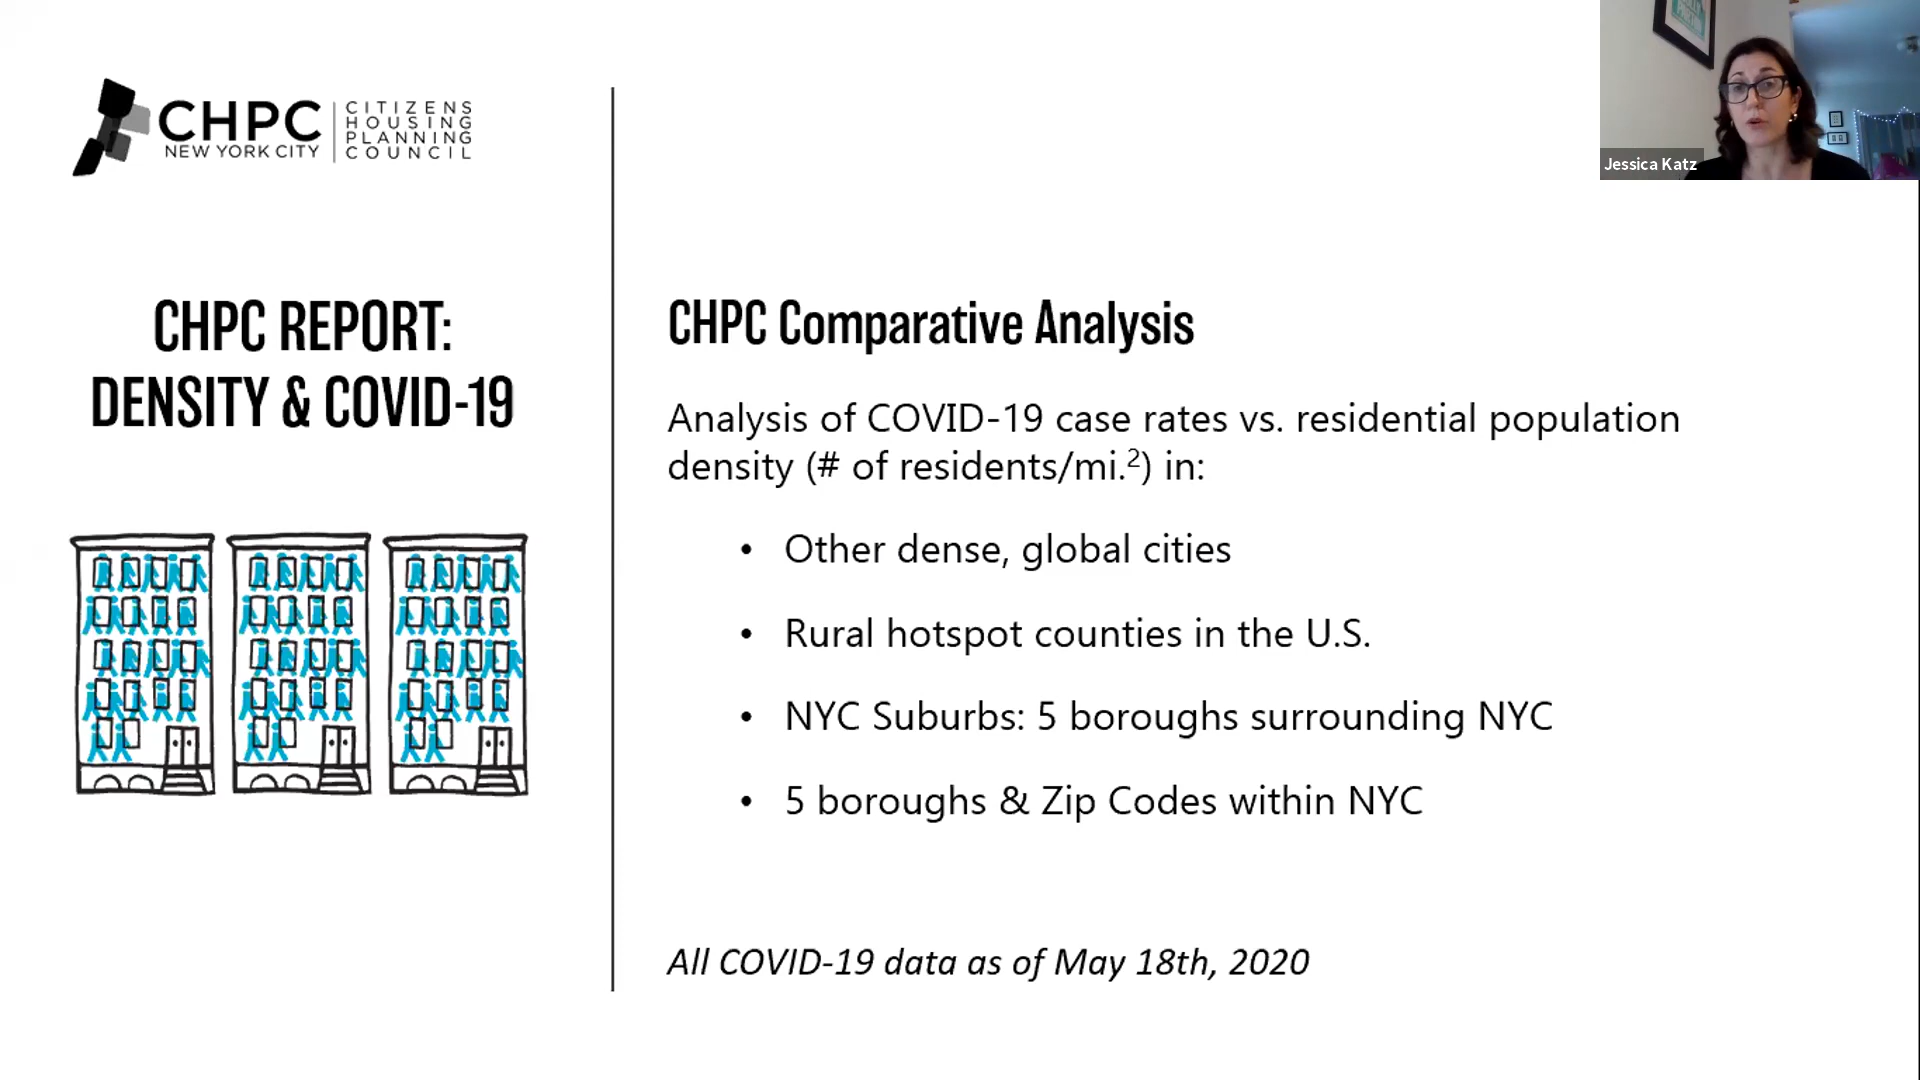 CHPC
NEW YORK CITY
CITIZENS
HOUSING
PLANNING
COUNCIL
Jessica Katz
CHPC REPORT:
DENSITY & COVID-19
CHPC Comparative Analysis
Analysis of COVID-19 case rates vs. residential population
density (# of residents/mi.²) in:
• Other dense, global cities
• Rural hotspot counties in the U.S.
• NYC Suburbs: 5 boroughs surrounding NYC
• 5 boroughs & Zip Codes within NYC
All COVID-19 data as of May 18th, 2020